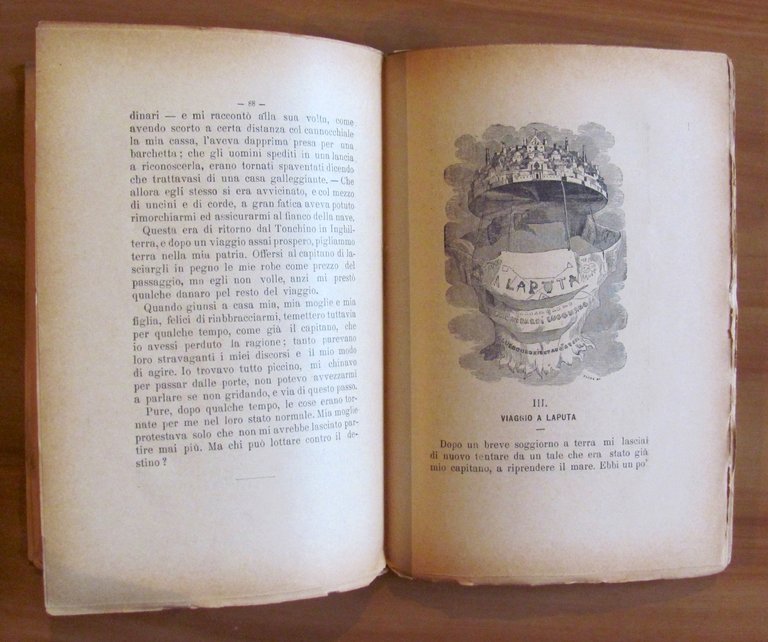 — 88 —
dinari — e mi raccontò alla sua volta, come
avendo scorto a certa distanza col cannocchiale
la mia cassa, l'aveva dapprima presa per una
barchetta; che gli uomini spediti in una lancia
a riconoscerla, erano tornati spaventati dicendo
che trattavasi di una casa galleggiante. — Che
allora egli stesso si era avvicinato, e col mezzo
di uncini e di corde, a gran fatica aveva potuto
rimorchiarmi ed assicurarmi al fianco della nave.
Questa era di ritorno dal Tonchino in Inghil-
terra, e dopo un viaggio assai prospero, pigliammo
terra nella mia patria. Offersi al capitano di la-
sciargli in pegno le mie robe come prezzo del
passaggio, ma egli non volle, anzi mi prestò
qualche danaro pel resto del viaggio.
Quando giunsi a casa mia, mia moglie e mia
figlia, felici di riabbracciarmi, temettero tuttavia
per qualche tempo, come già il capitano, che
io avessi perduto la ragione; tanto parevano
loro stravaganti i miei discorsi e il mio modo
di agire. Io trovavo tutto piccino, mi chinavo
per passar dalle porte, non potevo avvezzarmi
a parlare se non gridando, e via di questo passo.
Pure, dopo qualche tempo, le cose erano tor-
nate per me nel loro stato normale. Mia moglie
protestava solo che non mi avrebbe lasciato par-
tire mai più. Ma chi può lottare contro il de-
stino?
A LAPUTA
III.
VIAGGIO A LAPUTA
Dopo un breve soggiorno a terra mi lasciai
di nuovo tentare da un tale che era stato già
mio capitano, a riprendere il mare. Ebbi un po'